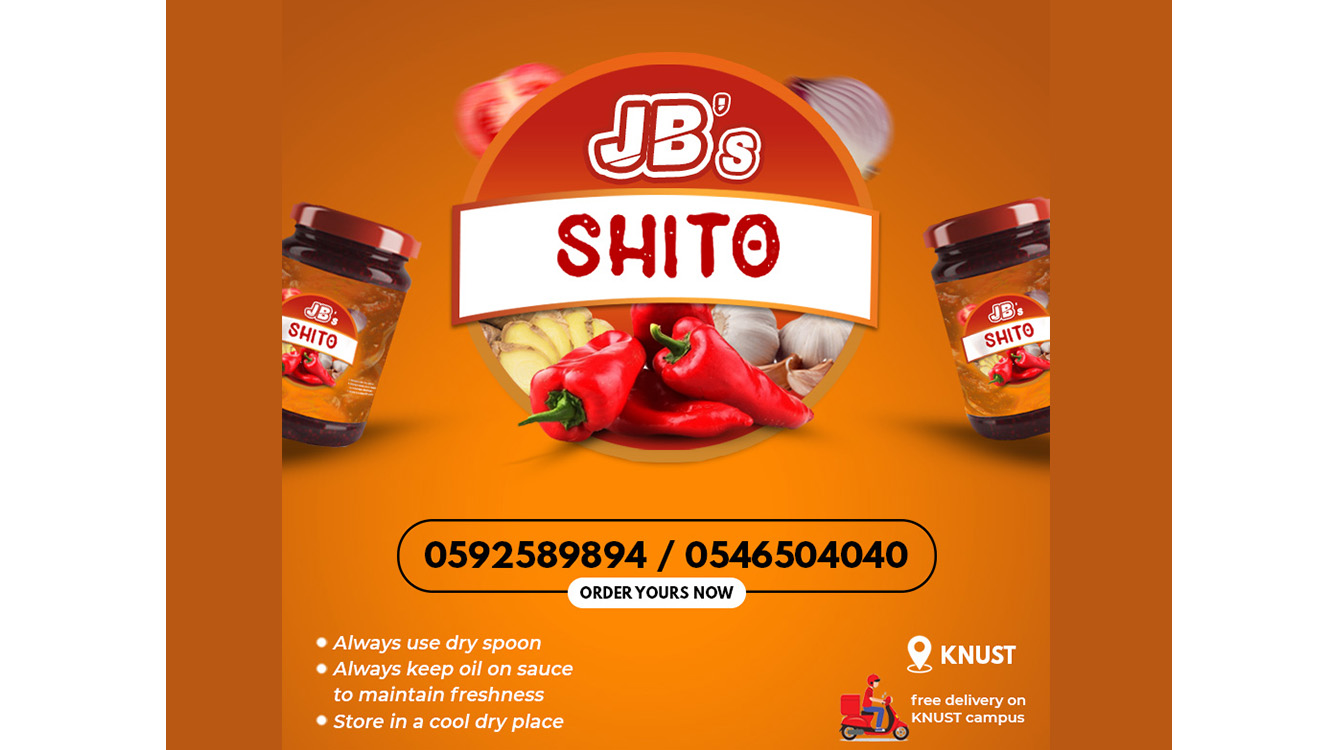 JB's
SHITO
JB's
SHITO
JB's
SHITO
0592589894 / 0546504040
ORDER YOURS NOW
Always use dry spoon
Always keep oil on sauce
to maintain freshness
Store in a cool dry place
KNUST
free delivery on
KNUST campus